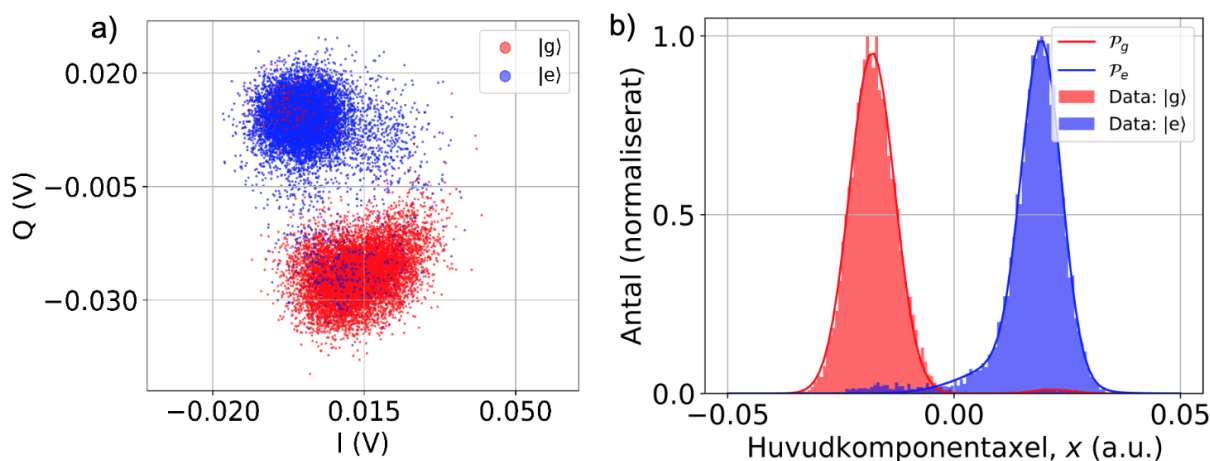 a)
|g⟩
|e⟩
0.020
−0.005
−0.030
Q (V)
−0.020
0.015
0.050
I (V)
b)
𝒫g
𝒫e
Data: |g⟩
Data: |e⟩
1.0
0.5
0.0
Antal (normaliserat)
−0.05
0.00
0.05
Huvudkomponentaxel, x (a.u.)